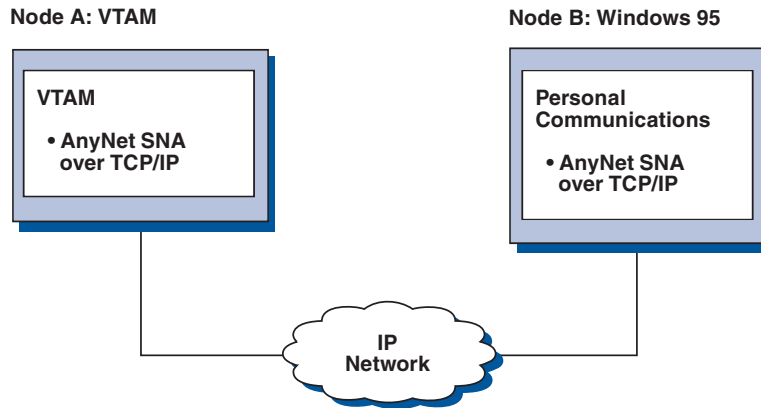 Node A: VTAM
Node B: Windows 95
VTAM
• AnyNet SNA
over TCP/IP
Personal
Communications
• AnyNet SNA
over TCP/IP
IP
Network